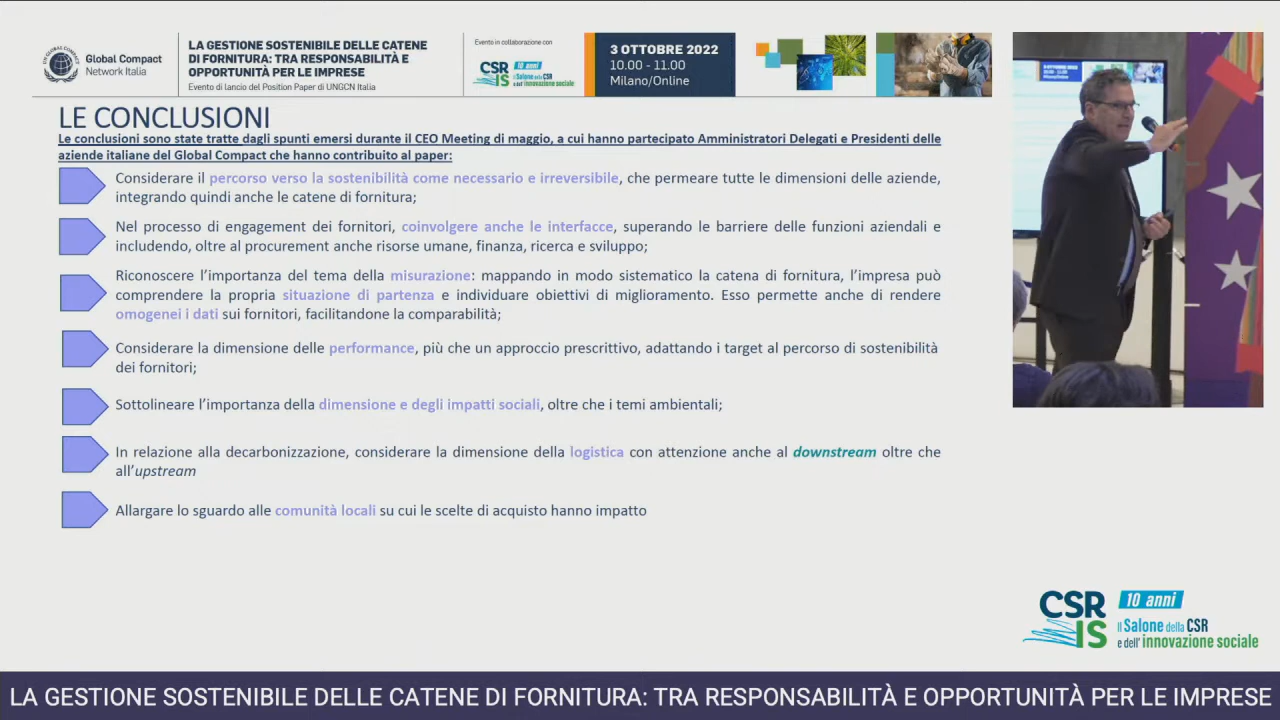 Global Compact
Network Italia
LA GESTIONE SOSTENIBILE DELLE CATENE
DI FORNITURA: TRA RESPONSABILITÀ E
OPPORTUNITÀ PER LE IMPRESE
Evento di lancio del Position Paper di UNGCN Italia
Evento in collaborazione con
CSR
IS
10 anni
il Salone della CSR
e dell'innovazione sociale
3 OTTOBRE 2022
10.00 - 11.00
Milano/Online
LE CONCLUSIONI
Le conclusioni sono state tratte dagli spunti emersi durante il CEO Meeting di maggio, a cui hanno partecipato Amministratori Delegati e Presidenti delle
aziende italiane del Global Compact che hanno contribuito al paper:
Considerare il percorso verso la sostenibilità come necessario e irreversibile, che permeare tutte le dimensioni delle aziende,
integrando quindi anche le catene di fornitura;
Nel processo di engagement dei fornitori, coinvolgere anche le interfacce, superando le barriere delle funzioni aziendali e
includendo, oltre al procurement anche risorse umane, finanza, ricerca e sviluppo;
Riconoscere l'importanza del tema della misurazione: mappando in modo sistematico la catena di fornitura, l'impresa può
comprendere la propria situazione di partenza e individuare obiettivi di miglioramento. Esso permette anche di rendere
omogenei i dati sui fornitori, facilitandone la comparabilità;
Considerare la dimensione delle performance, più che un approccio prescrittivo, adattando i target al percorso di sostenibilità
dei fornitori;
Sottolineare l'importanza della dimensione e degli impatti sociali, oltre che i temi ambientali;
In relazione alla decarbonizzazione, considerare la dimensione della logistica con attenzione anche al downstream oltre che
all'upstream
Allargare lo sguardo alle comunità locali su cui le scelte di acquisto hanno impatto
CSR
IS
10 anni
Il Salone della CSR
e dell'innovazione sociale
LA GESTIONE SOSTENIBILE DELLE CATENE DI FORNITURA: TRA RESPONSABILITÀ E OPPORTUNITÀ PER LE IMPRESE